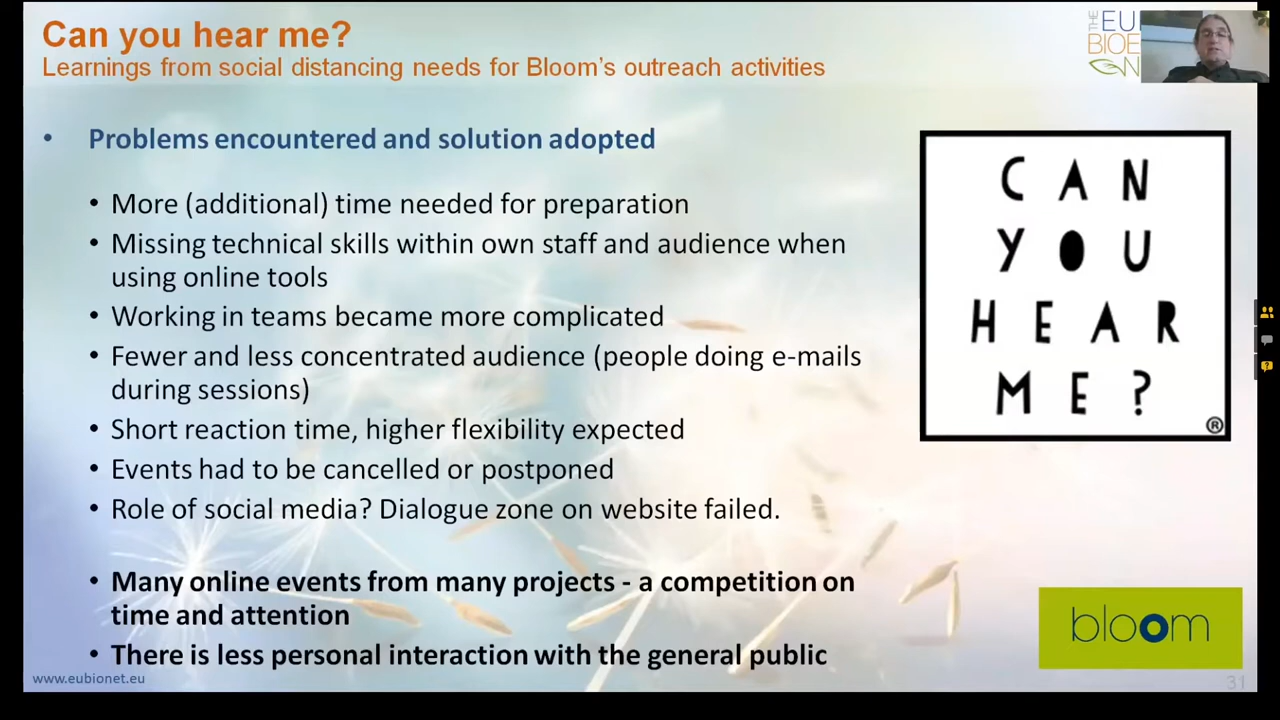 Can you hear me?
Learnings from social distancing needs for Bloom's outreach activities
THE
EU
BIOE
N
• Problems encountered and solution adopted
• More (additional) time needed for preparation
• Missing technical skills within own staff and audience when
using online tools
• Working in teams became more complicated
• Fewer and less concentrated audience (people doing e-mails
during sessions)
• Short reaction time, higher flexibility expected
• Events had to be cancelled or postponed
• Role of social media? Dialogue zone on website failed.
• Many online events from many projects - a competition on
time and attention
• There is less personal interaction with the general public
CAN
YOU
HEAR
ME?
®
bloom
www.eubionet.eu
31